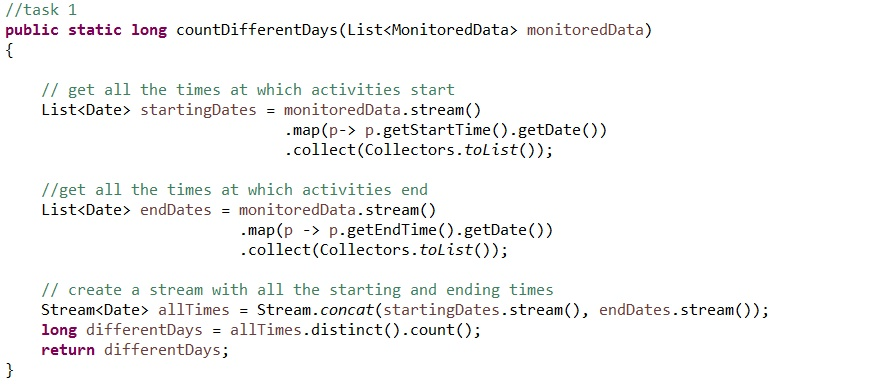 //task 1
public static long countDifferentDays(List<MonitoredData> monitoredData)
{
// get all the times at which activities start
List<Date> startingDates = monitoredData.stream()
.map(p-> p.getStartTime().getDate())
.collect(Collectors.toList());
//get all the times at which activities end
List<Date> endDates = monitoredData.stream()
.map(p -> p.getEndTime().getDate())
.collect(Collectors.toList());
// create a stream with all the starting and ending times
Stream<Date> allTimes = Stream.concat(startingDates.stream(), endDates.stream());
long differentDays = allTimes.distinct().count();
return differentDays;
}